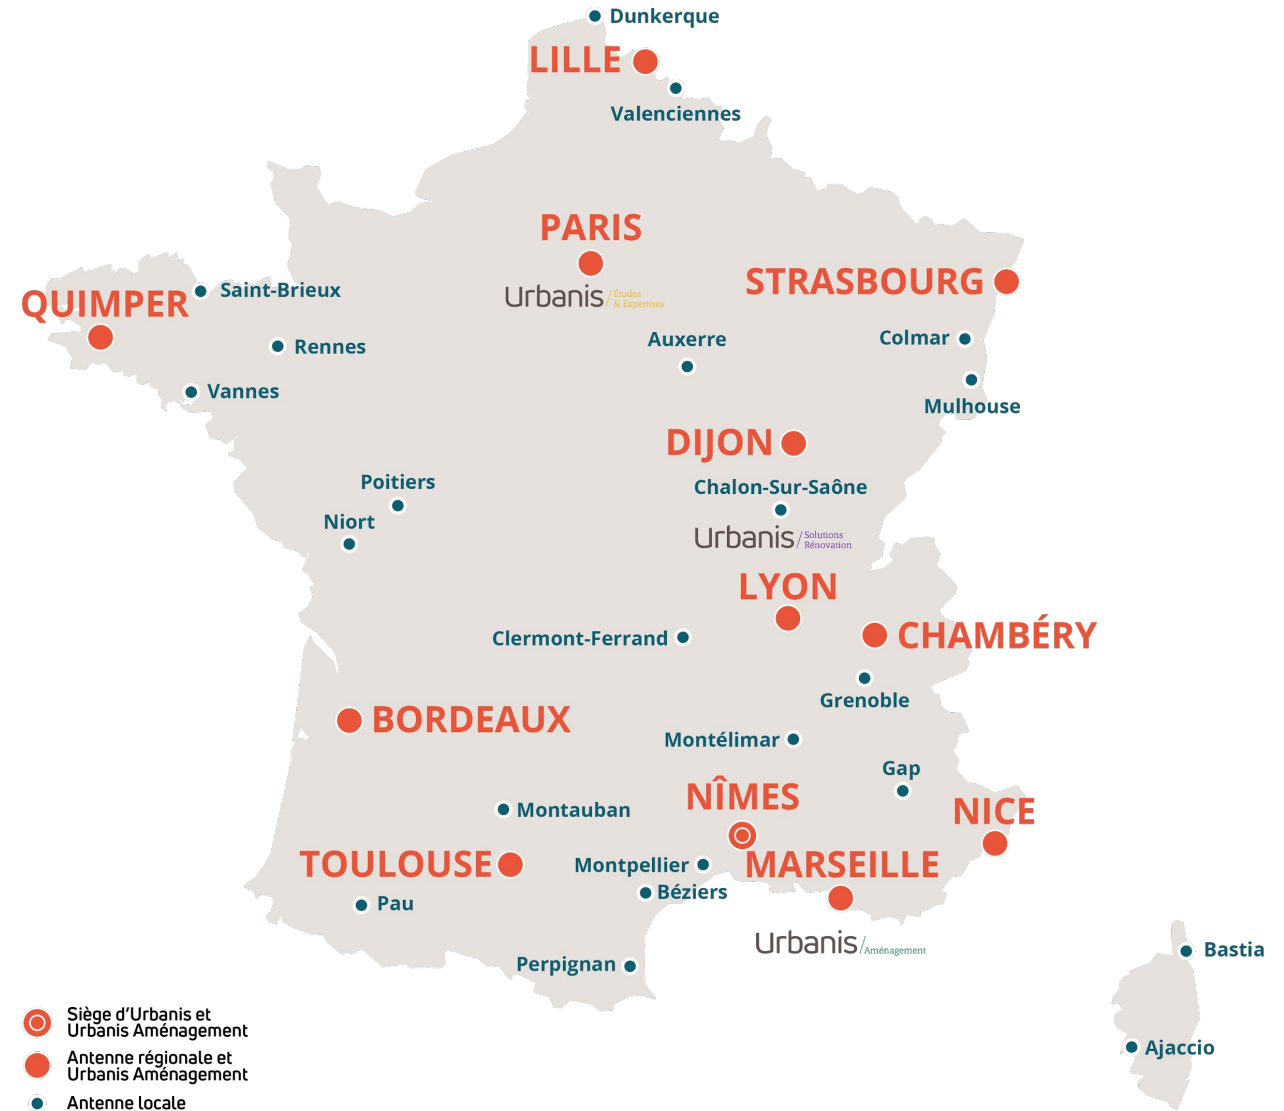 Dunkerque
LILLE
Valenciennes
PARIS
Urbanis/Études
& Expertises
STRASBOURG
QUIMPER
Saint-Brieux
Rennes
Auxerre
Colmar
Vannes
Mulhouse
DIJON
Poitiers
Chalon-Sur-Saône
Niort
Urbanis/Solutions
Rénovation
LYON
Clermont-Ferrand
CHAMBÉRY
Grenoble
BORDEAUX
Montélimar
Gap
NÎMES
Montauban
NICE
TOULOUSE
Montpellier
MARSEILLE
Béziers
Pau
Urbanis/Aménagement
Perpignan
Bastia
Ajaccio
Siège d’Urbanis et
Urbanis Aménagement
Antenne régionale et
Urbanis Aménagement
Antenne locale